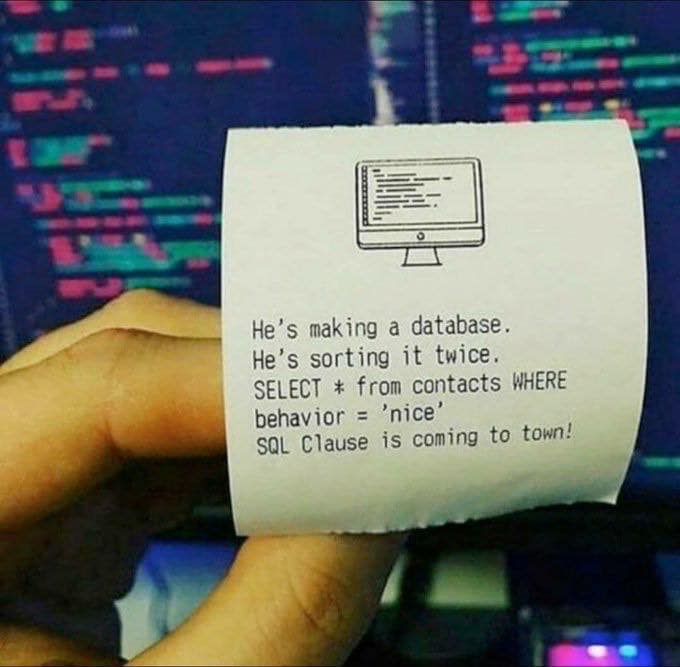 He's making a database.
He's sorting it twice.
SELECT * from contacts WHERE
behavior = 'nice'
SQL Clause is coming to town!